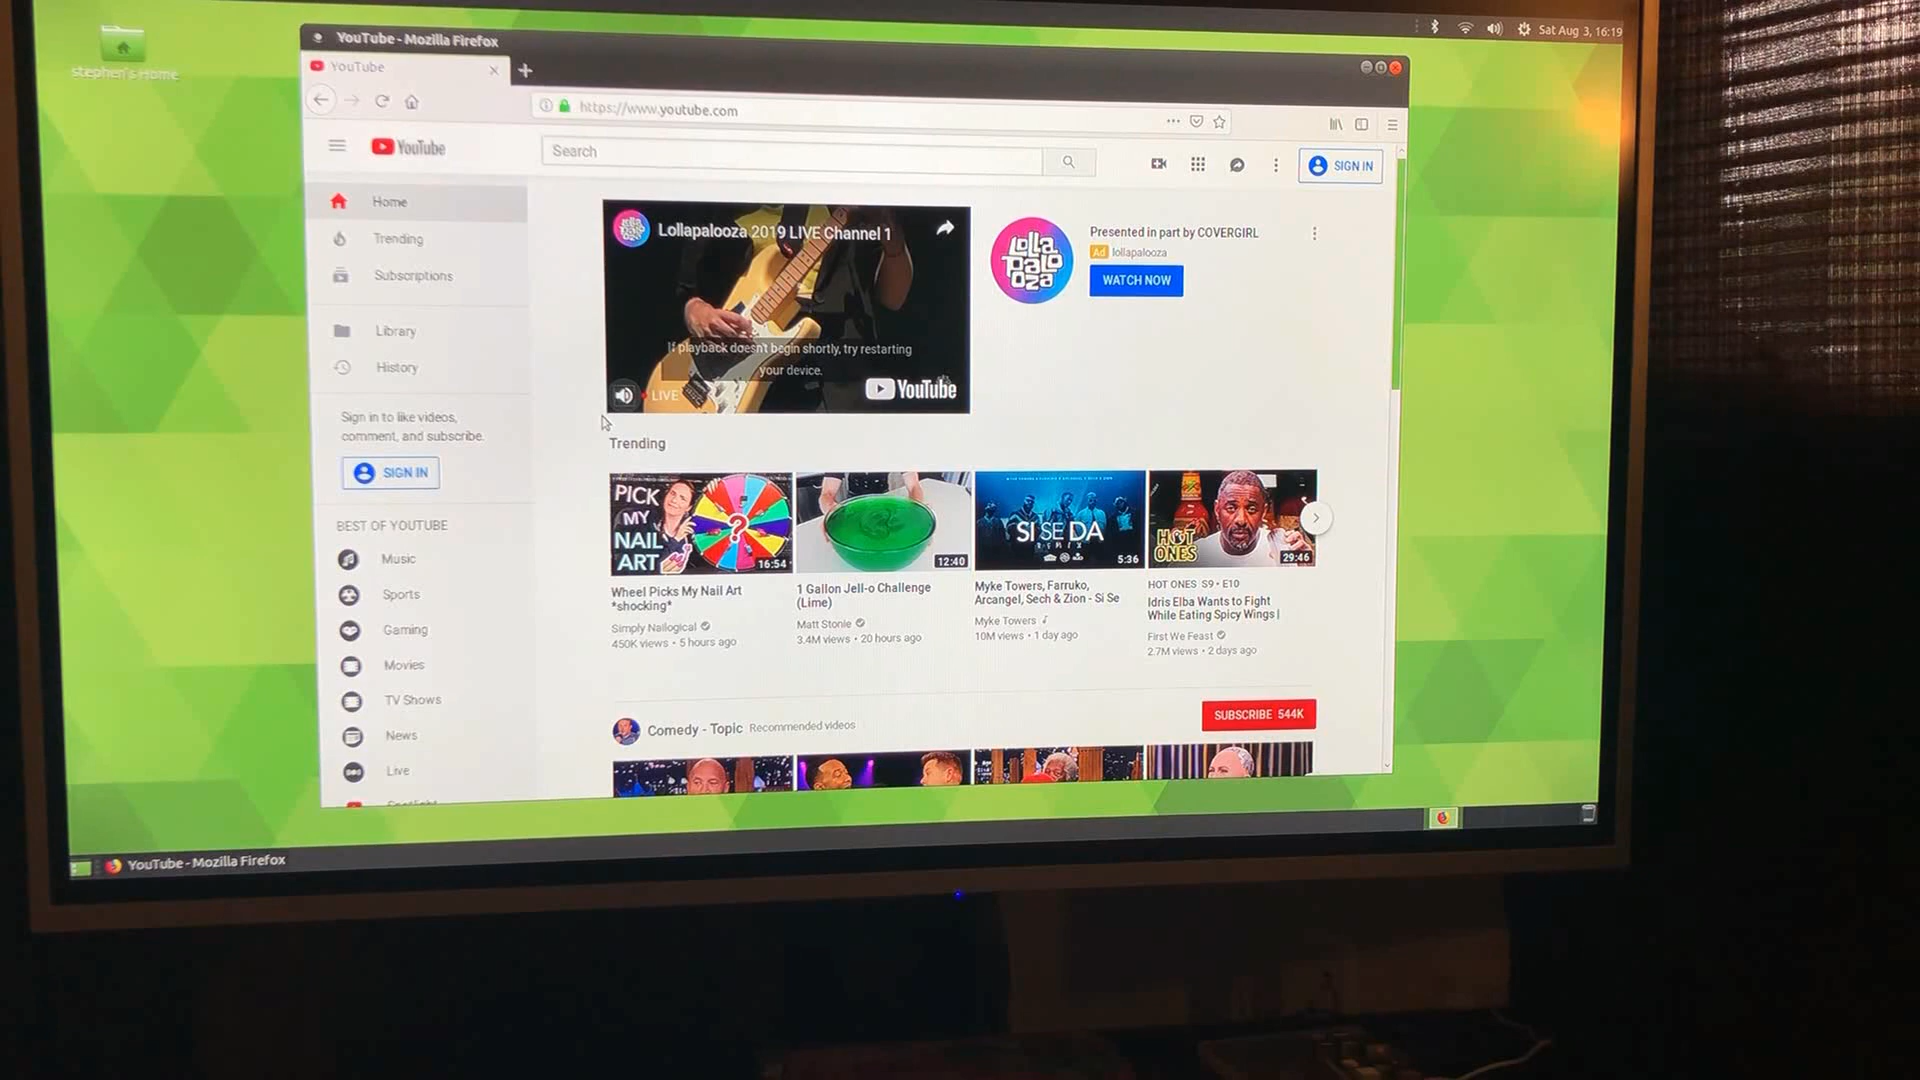 stephen's Home
YouTube - Mozilla Firefox
Sat Aug 3, 16:19
YouTube
https://www.youtube.com
YouTube
Search
SIGN IN
Home
Trending
Subscriptions
Library
History
Sign in to like videos,
comment, and subscribe.
SIGN IN
BEST OF YOUTUBE
Music
Sports
Gaming
Movies
TV Shows
News
Live
Spotlight
lolla
palo
oza
Lollapalooza 2019 LIVE Channel 1
If playback doesn't begin shortly, try restarting
your device.
LIVE
YouTube
lolla
palo
oza
Presented in part by COVERGIRL
Ad lollapalooza
WATCH NOW
Trending
PICK
MY
NAIL
ART
?
16:54
Wheel Picks My Nail Art
*shocking*
Simply Nailogical
450K views • 5 hours ago
12:40
1 Gallon Jell-o Challenge
(Lime)
Matt Stonie
3.4M views • 20 hours ago
SI SE DA
REMIX
5:36
Myke Towers, Farruko,
Arcangel, Sech & Zion - Si Se
Myke Towers
10M views • 1 day ago
HOT
ONES
29:46
HOT ONES S9 • E10
Idris Elba Wants to Fight
While Eating Spicy Wings |
First We Feast
2.7M views • 2 days ago
Comedy - Topic Recommended videos
SUBSCRIBE 544K
YouTube - Mozilla Firefox